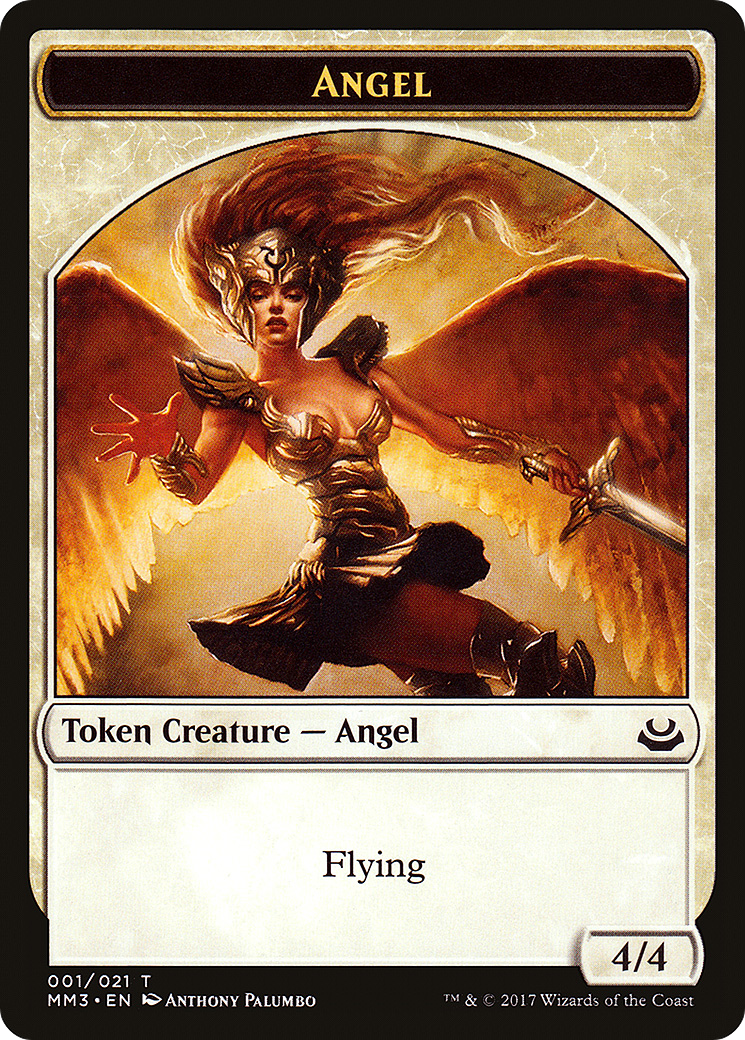 Angel
Token Creature — Angel
Flying
4/4
001/021 T
MM3 • EN Anthony Palumbo
™ & © 2017 Wizards of the Coast